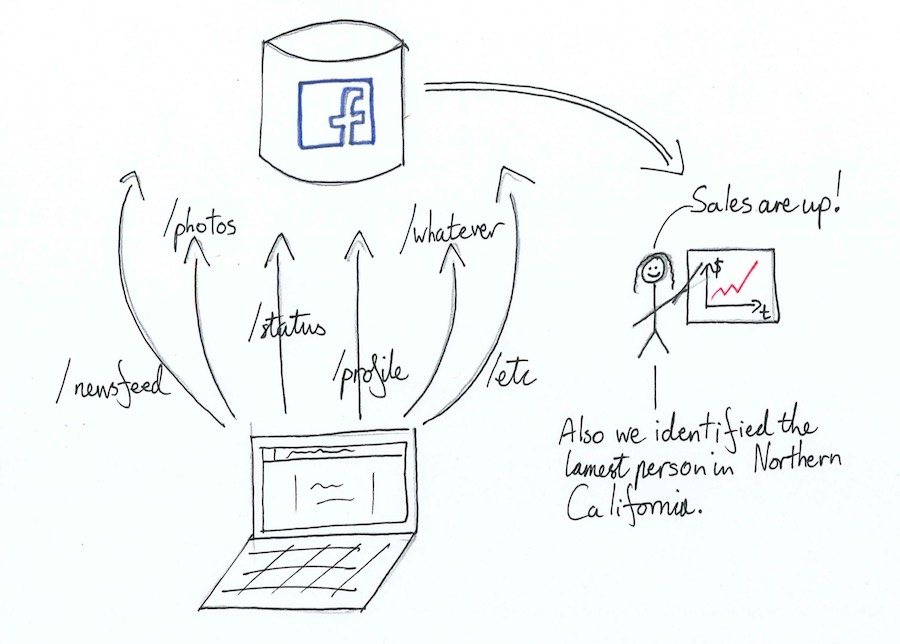 f
Sales are up!
/photos
/whatever
$
t
/status
/newsfeed
/profile
/etc
Also we identified the
lamest person in Northern
California.